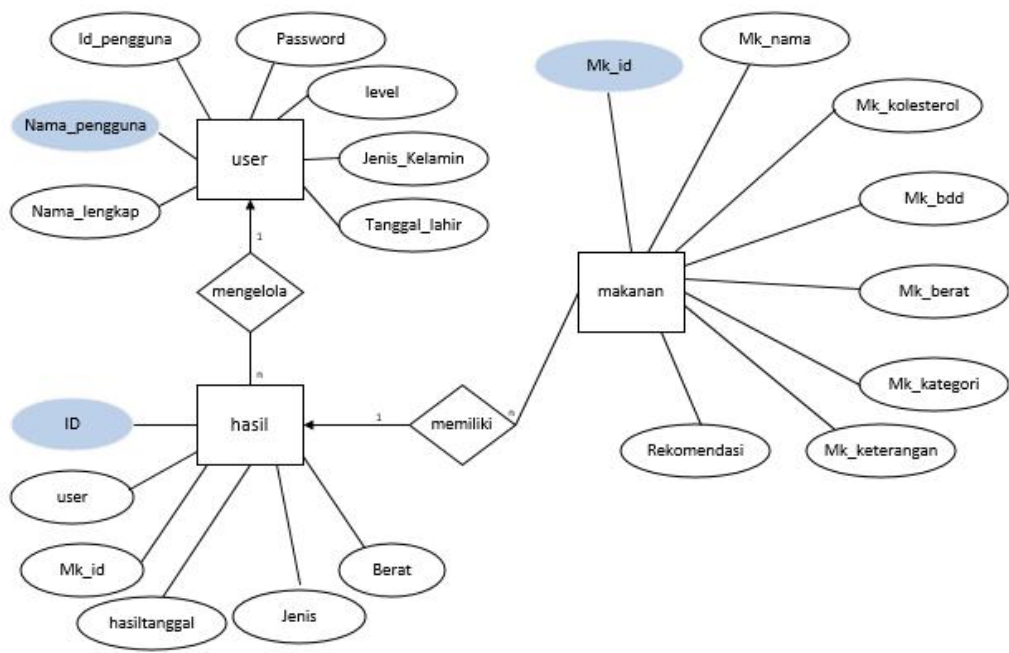 Id_pengguna
Password
Mk_nama
Mk_id
level
Mk_kolesterol
Nama_pengguna
user
Jenis_Kelamin
Mk_bdd
Nama_lengkap
Tanggal_lahir
1
mengelola
makanan
Mk_berat
n
Mk_kategori
ID
hasil
1
memiliki
n
Rekomendasi
Mk_keterangan
user
Mk_id
Berat
hasiltanggal
Jenis